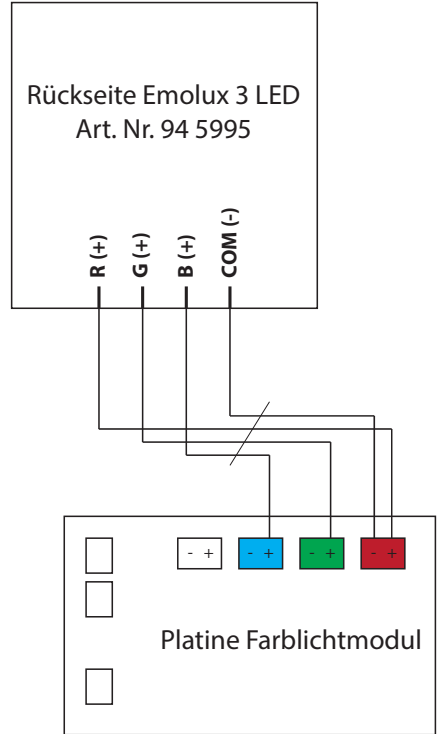 Rückseite Emolux 3 LED
Art. Nr. 94 5995
R (+)
G (+)
B (+)
COM (-)
- +
- +
- +
- +
Platine Farblichtmodul